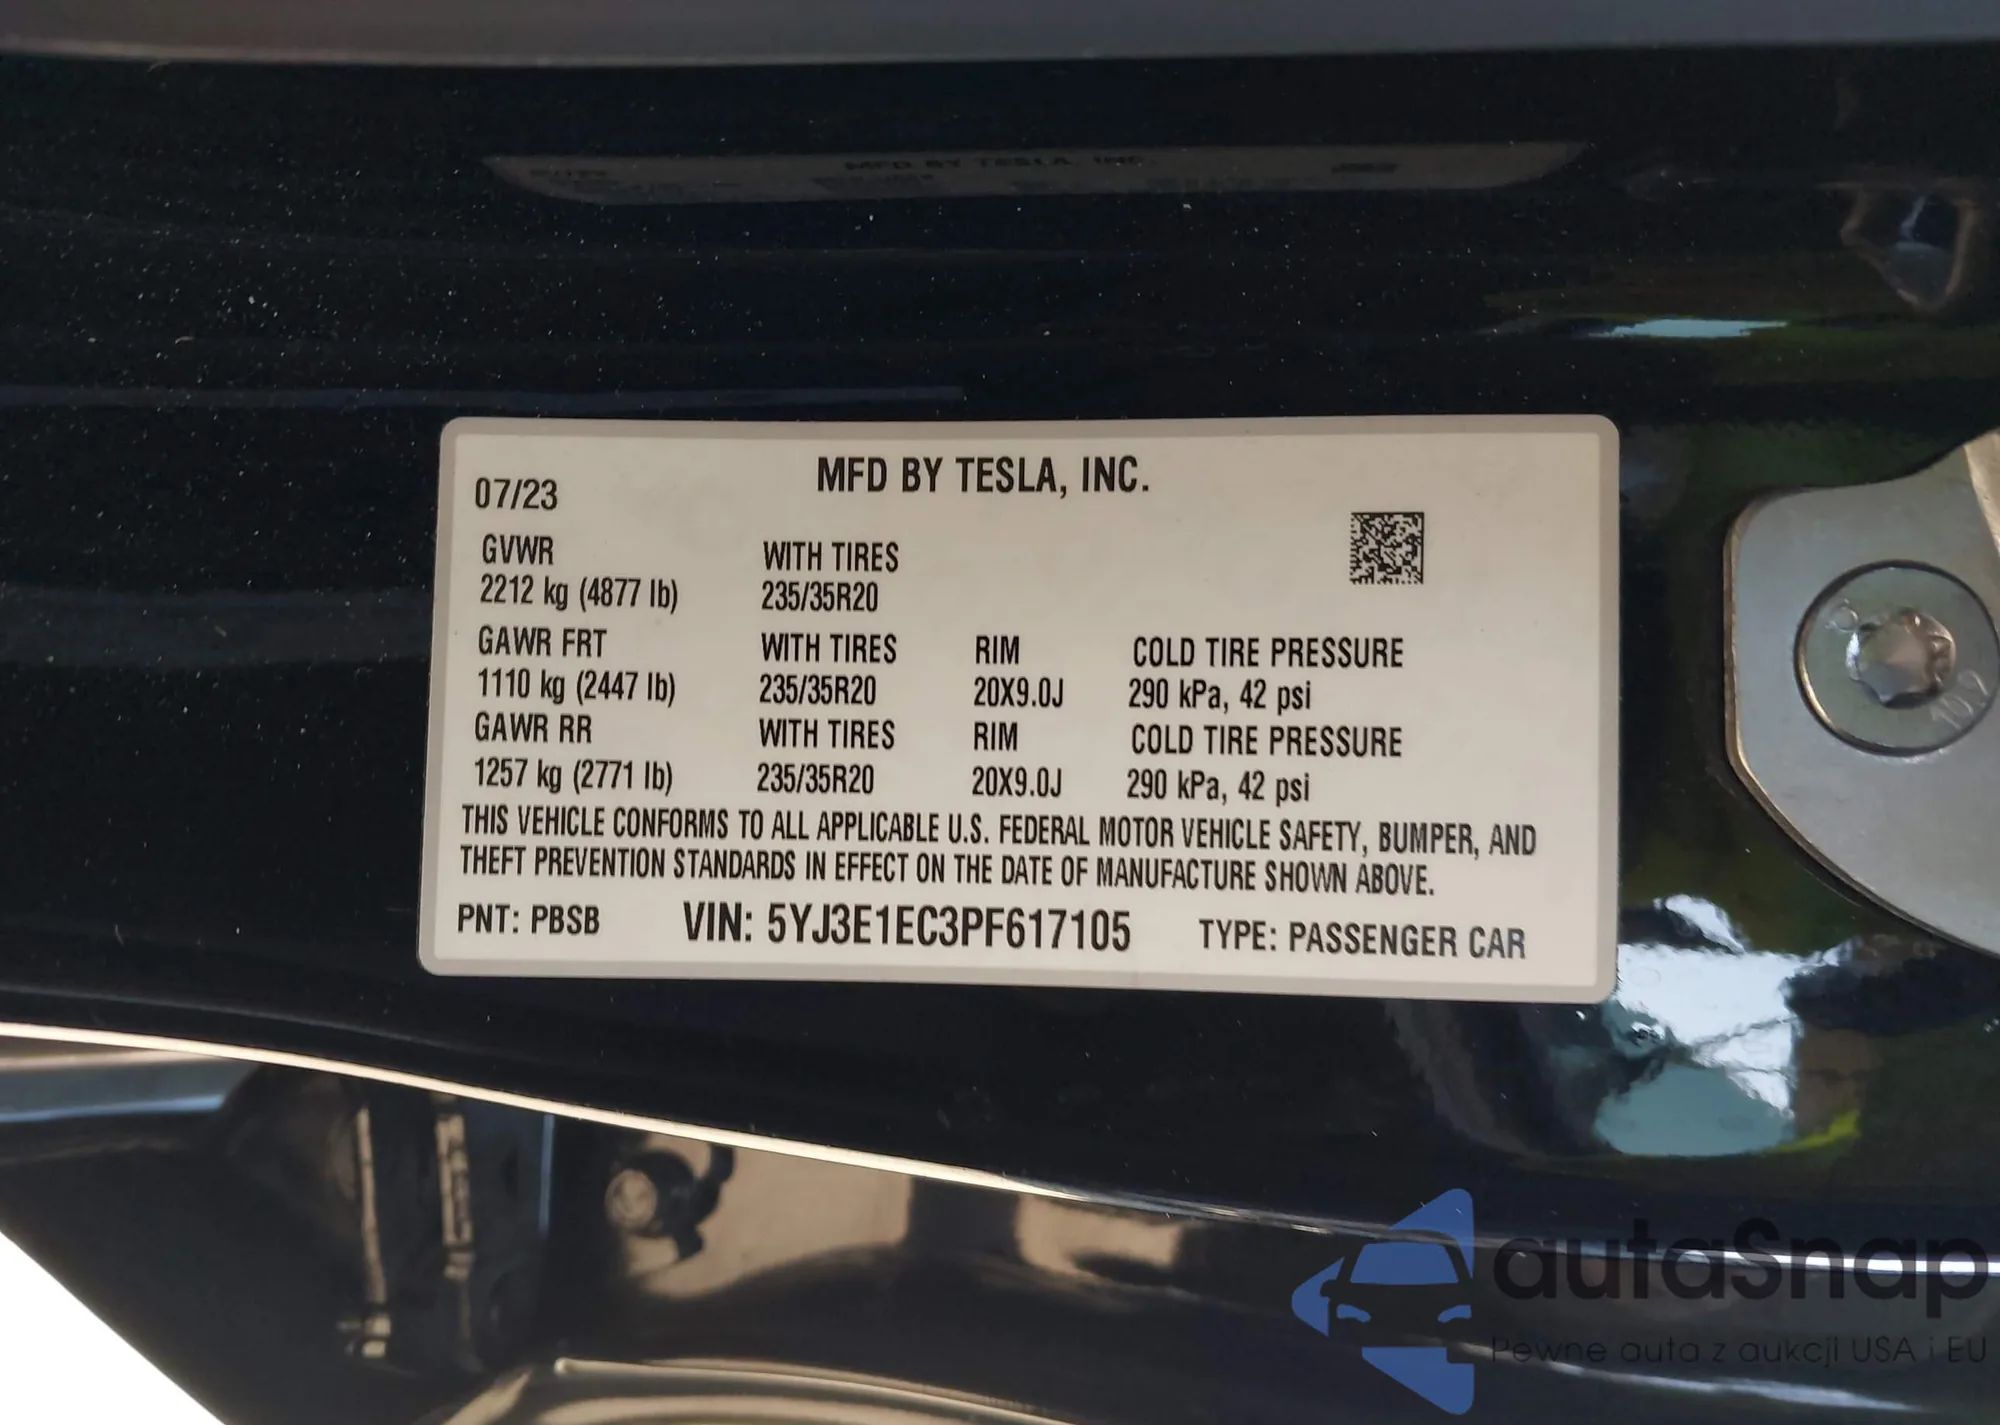 MFD BY TESLA, INC.
07/23
GVWR WITH TIRES
2212 kg (4877 lb) 235/35R20
GAWR FRT WITH TIRES RIM COLD TIRE PRESSURE
1110 kg (2447 lb) 235/35R20 20X9.0J 290 kPa, 42 psi
GAWR RR WITH TIRES RIM COLD TIRE PRESSURE
1257 kg (2771 lb) 235/35R20 20X9.0J 290 kPa, 42 psi
THIS VEHICLE CONFORMS TO ALL APPLICABLE U.S. FEDERAL MOTOR VEHICLE SAFETY, BUMPER, AND
THEFT PREVENTION STANDARDS IN EFFECT ON THE DATE OF MANUFACTURE SHOWN ABOVE.
PNT: PBSB VIN: 5YJ3E1EC3PF617105 TYPE: PASSENGER CAR
autaSnap
Pewne auta z aukcji USA i EU